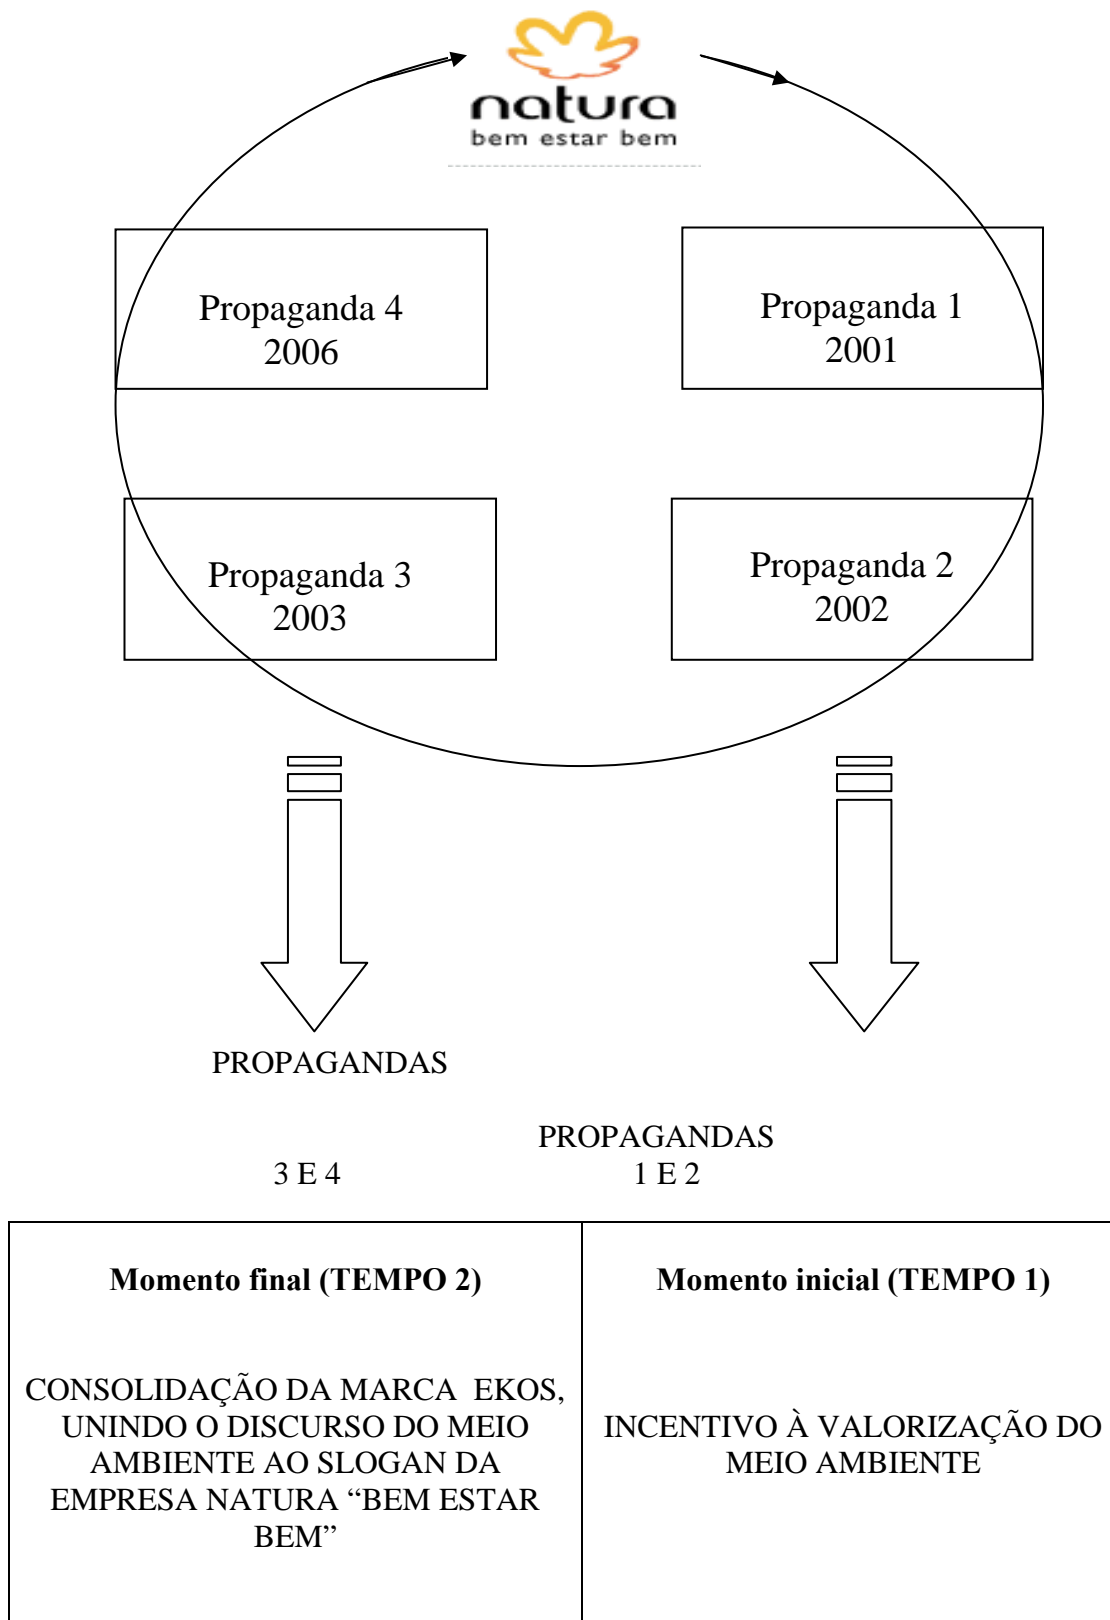 natura
bem estar bem
Propaganda 4
2006
Propaganda 1
2001
Propaganda 3
2003
Propaganda 2
2002
PROPAGANDAS
PROPAGANDAS
3 E 4 1 E 2
Momento final (TEMPO 2)
CONSOLIDAÇÃO DA MARCA EKOS,
UNINDO O DISCURSO DO MEIO
AMBIENTE AO SLOGAN DA
EMPRESA NATURA “BEM ESTAR
BEM”
Momento inicial (TEMPO 1)
INCENTIVO À VALORIZAÇÃO DO
MEIO AMBIENTE